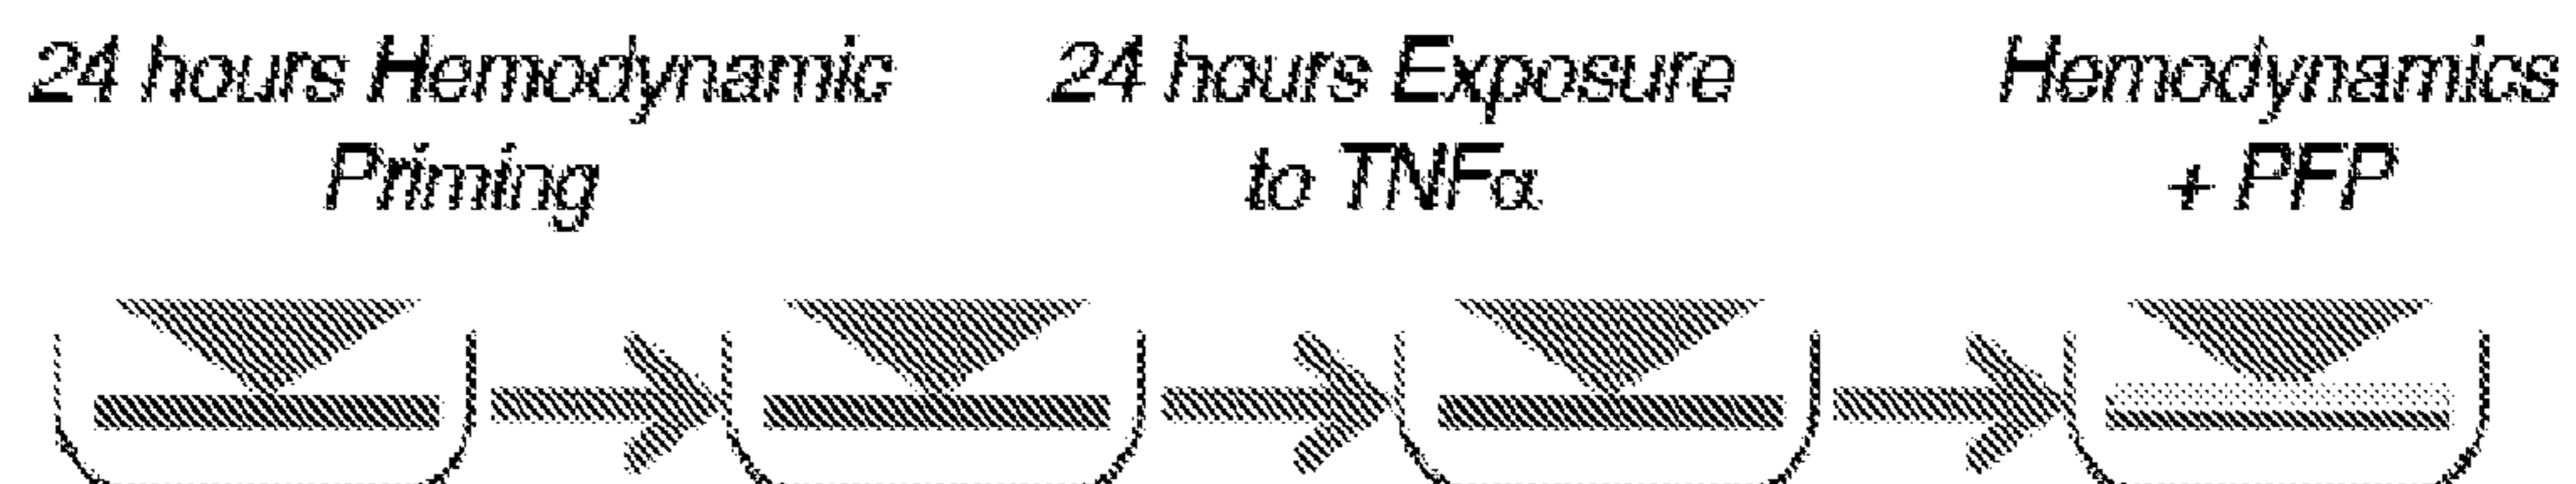 24 hours Hemodynamic
Priming
24 hours Exposure
to TNFα
Hemodynamics
+ PFP